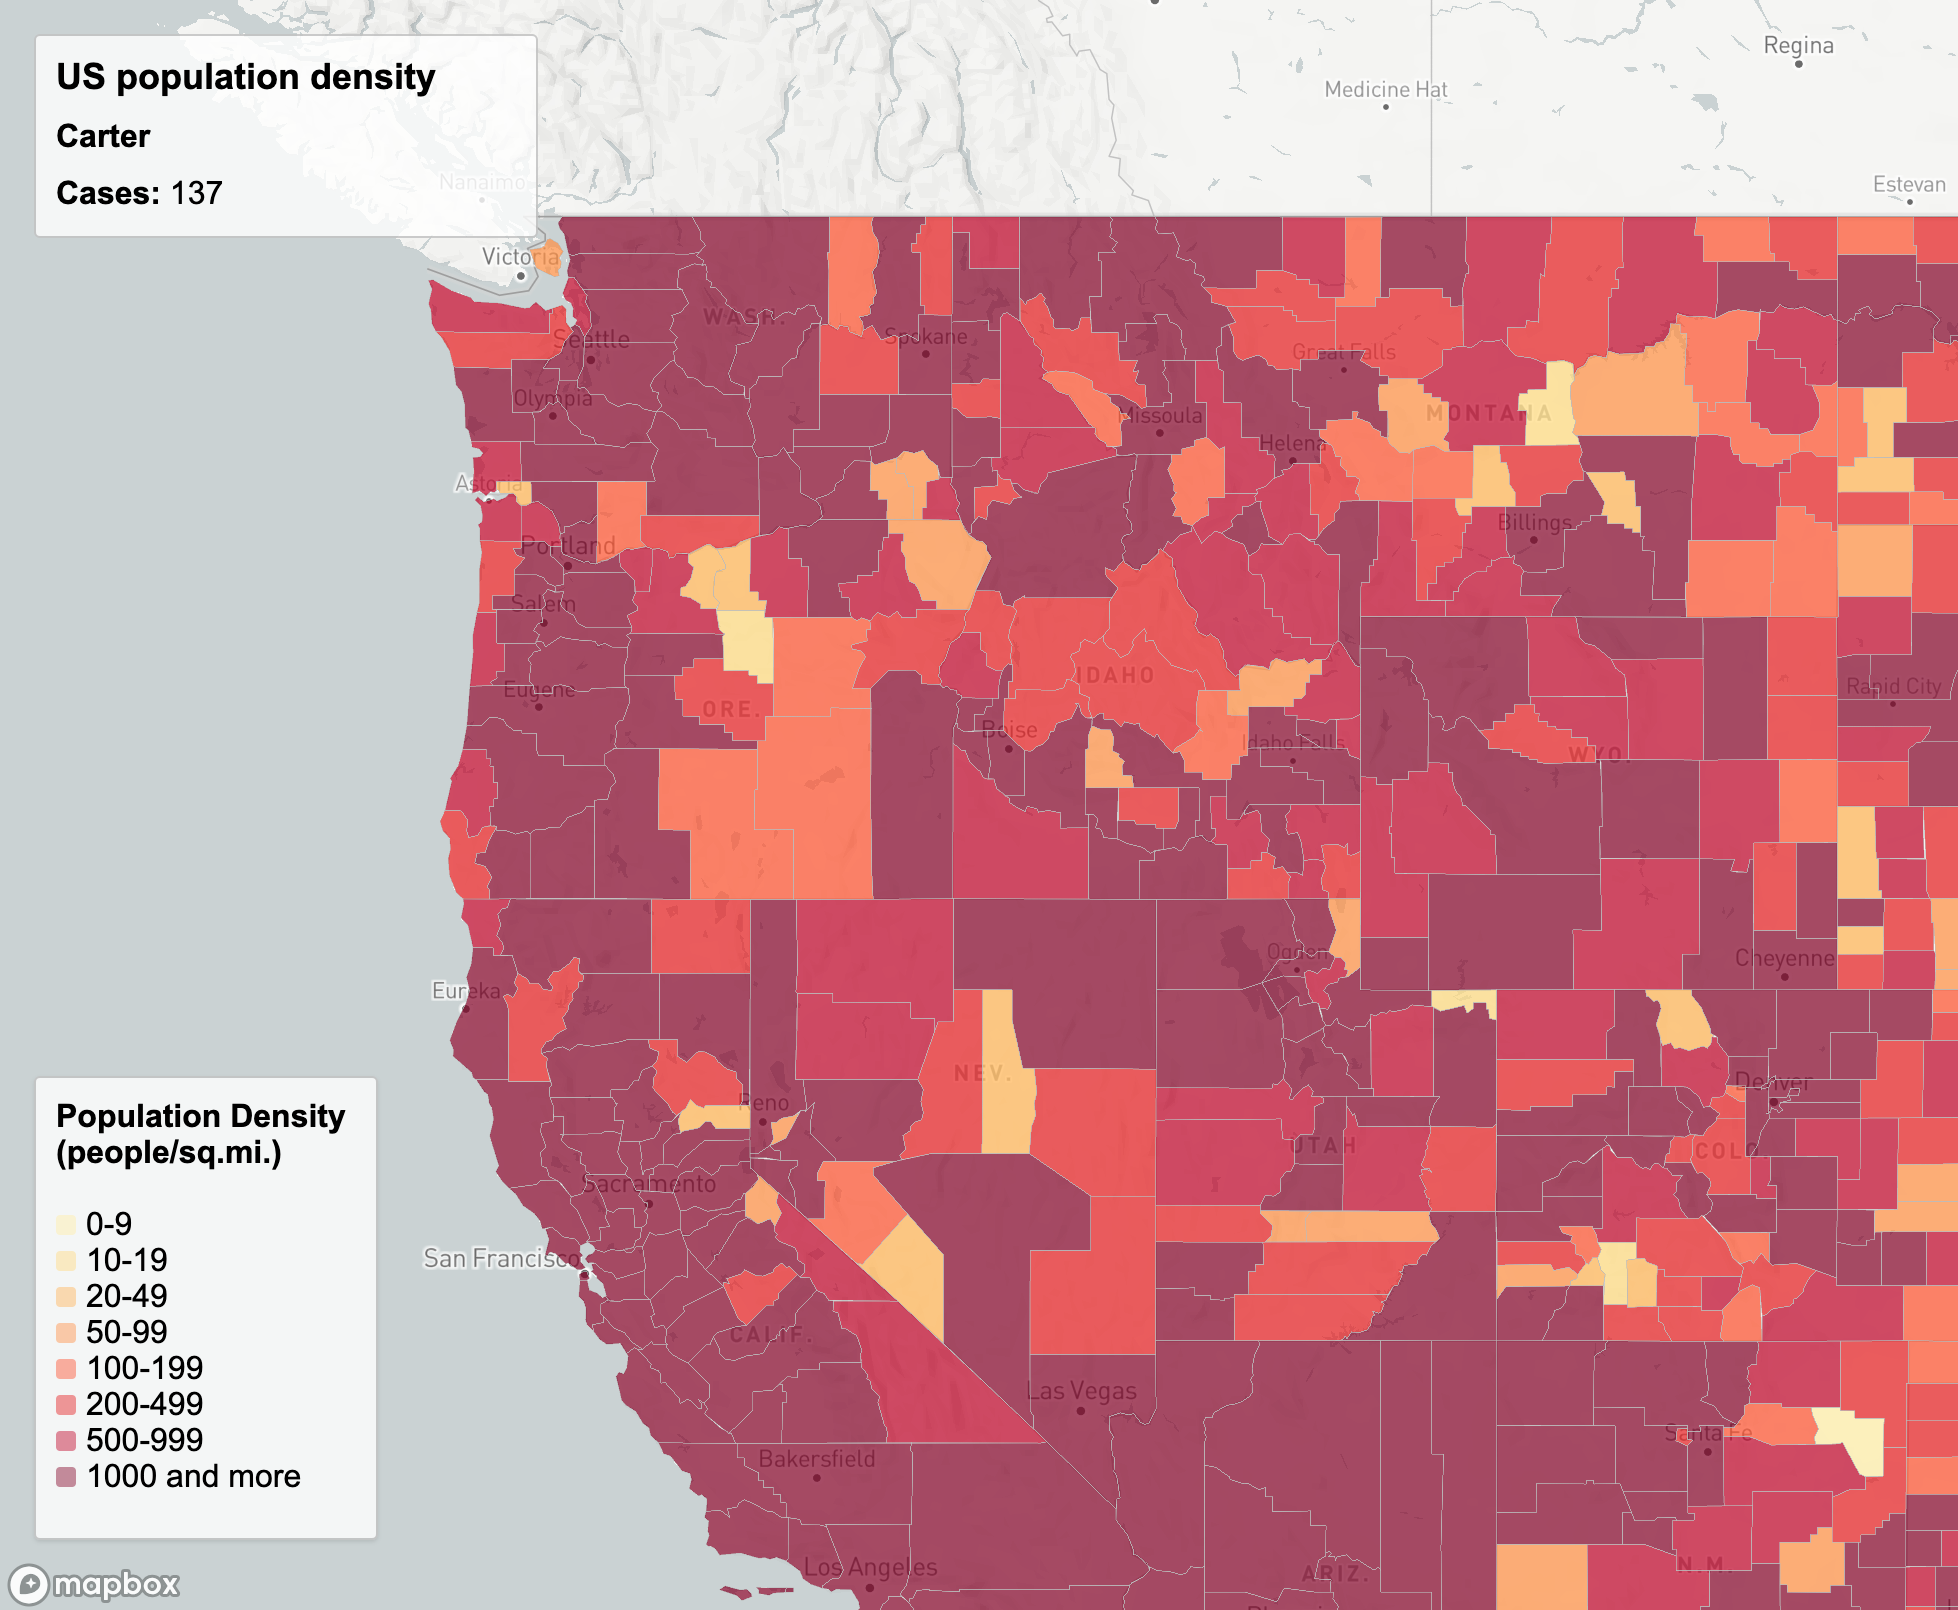 US population density
Carter
Cases: 137
Regina
Medicine Hat
Estevan
Nanaimo
Victoria
WASH.
Seattle
Spokane
Great Falls
Olympia
Missoula
MONTANA
Helena
Astoria
Billings
Portland
Salem
IDAHO
Rapid City
Eugene
ORE.
Boise
Idaho Falls
WYO.
Ogden
Cheyenne
Eureka
NEV.
Denver
Reno
UTAH
COLO
Sacramento
San Francisco
CALIF.
Las Vegas
Santa Fe
Bakersfield
Los Angeles
ARIZ.
N.M.
Population Density
(people/sq.mi.)
0-9
10-19
20-49
50-99
100-199
200-499
500-999
1000 and more
mapbox